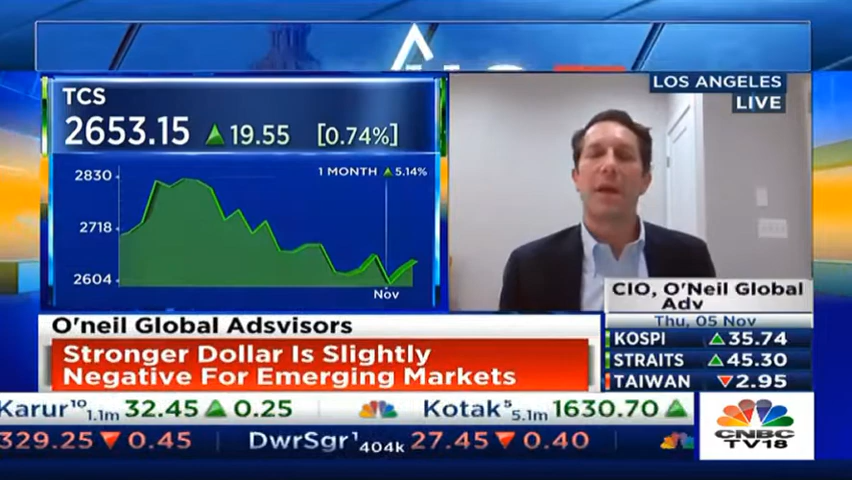 LOS ANGELES
LIVE
TCS
2653.15 ▲ 19.55 [0.74%]
1 MONTH ▲ 5.14%
2830
2718
2604
Nov
CIO, O'Neil Global
Adv
Thu, 05 Nov
KOSPI ▲ 35.74
STRAITS ▲ 45.30
TAIWAN ▼ 2.95
O'neil Global Adsvisors
Stronger Dollar Is Slightly
Negative For Emerging Markets
Karur¹⁰ 1.1m 32.45 ▲ 0.25 Kotak⁵ 5.1m 1630.70 ▲
329.25 ▼ 0.45 DwrSgr¹ 404k 27.45 ▼ 0.40
CNBC
TV18